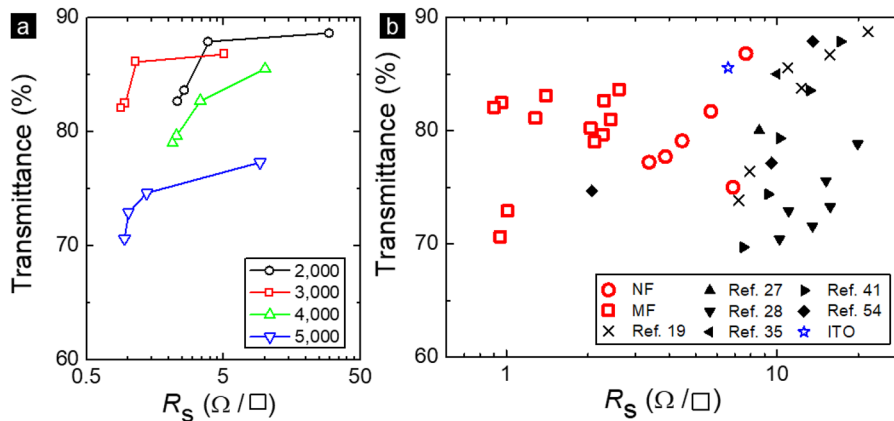 a
Transmittance (%)
90
80
70
60
0.5
5
50
Rs (Ω/□)
2,000
3,000
4,000
5,000
b
Transmittance (%)
90
80
70
60
1
10
Rs (Ω/□)
NF
MF
Ref. 19
Ref. 27
Ref. 28
Ref. 35
Ref. 41
Ref. 54
ITO